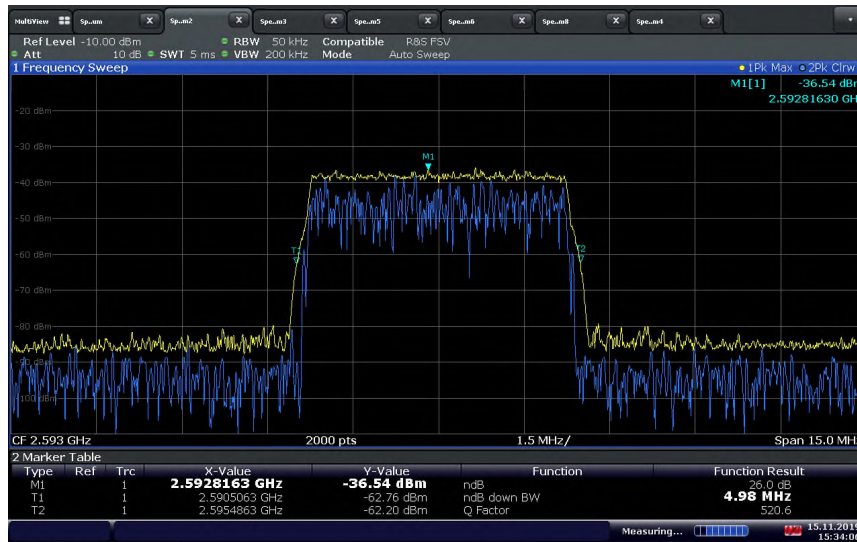 MultiView Sp..um X Sp..m2 X Spe..m3 X Spe..m5 X Spe..m6 X Spe..m8 X Spe..m4 X
Ref Level -10.00 dBm RBW 50 kHz Compatible R&S FSV
Att 10 dB SWT 5 ms VBW 200 kHz Mode Auto Sweep
1 Frequency Sweep 1Pk Max 2Pk Clrw
M1[1] -36.54 dBm
2.59281630 GH
-20 dBm
-30 dBm
M1
-40 dBm
-50 dBm
-60 dBm
T2
-70 dBm
-80 dBm
-90 dBm
-100 dBm
CF 2.593 GHz 2000 pts 1.5 MHz/ Span 15.0 MH
2 Marker Table
Type Ref Trc X-Value Y-Value Function Function Result
M1 1 2.5928163 GHz -36.54 dBm ndB 26.0 dB
T1 1 2.5905063 GHz -62.76 dBm ndB down BW 4.98 MHz
T2 1 2.5954863 GHz -62.20 dBm Q Factor 520.6
Measuring... 15.11.2019
15:34:06